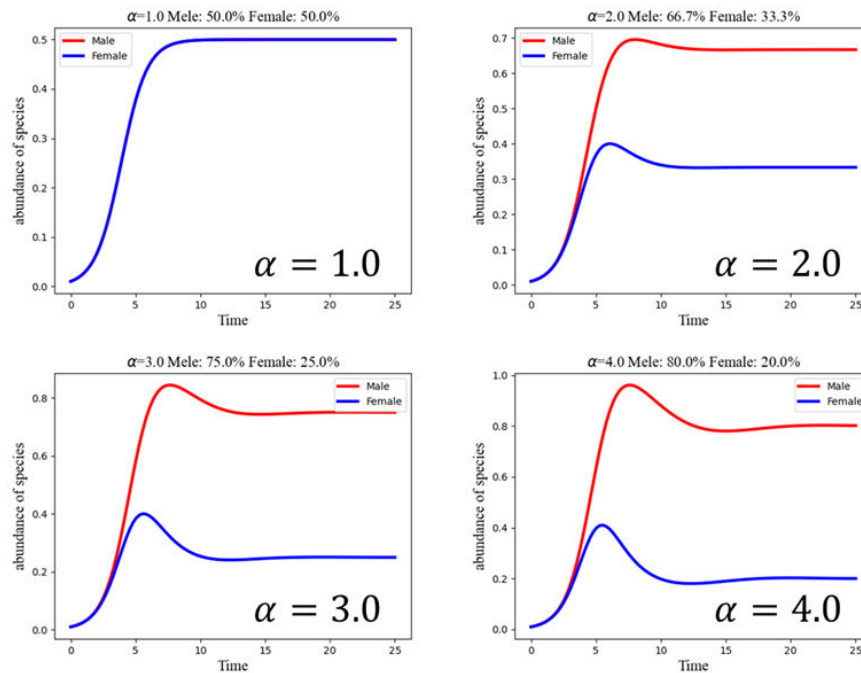 α=1.0 Mele: 50.0% Female: 50.0%
Male
Female
abundance of species
0.5
0.4
0.3
0.2
0.1
0.0
α = 1.0
0 5 10 15 20 25
Time
α=2.0 Mele: 66.7% Female: 33.3%
Male
Female
abundance of species
0.7
0.6
0.5
0.4
0.3
0.2
0.1
0.0
α = 2.0
0 5 10 15 20 25
Time
α=3.0 Mele: 75.0% Female: 25.0%
Male
Female
abundance of species
0.8
0.6
0.4
0.2
0.0
α = 3.0
0 5 10 15 20 25
Time
α=4.0 Mele: 80.0% Female: 20.0%
Male
Female
abundance of species
1.0
0.8
0.6
0.4
0.2
0.0
α = 4.0
0 5 10 15 20 25
Time